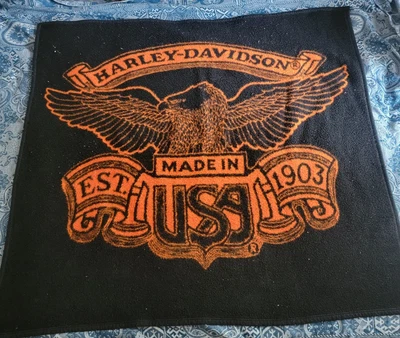 HARLEY-DAVIDSON®
MADE IN
EST. USA 1903
®